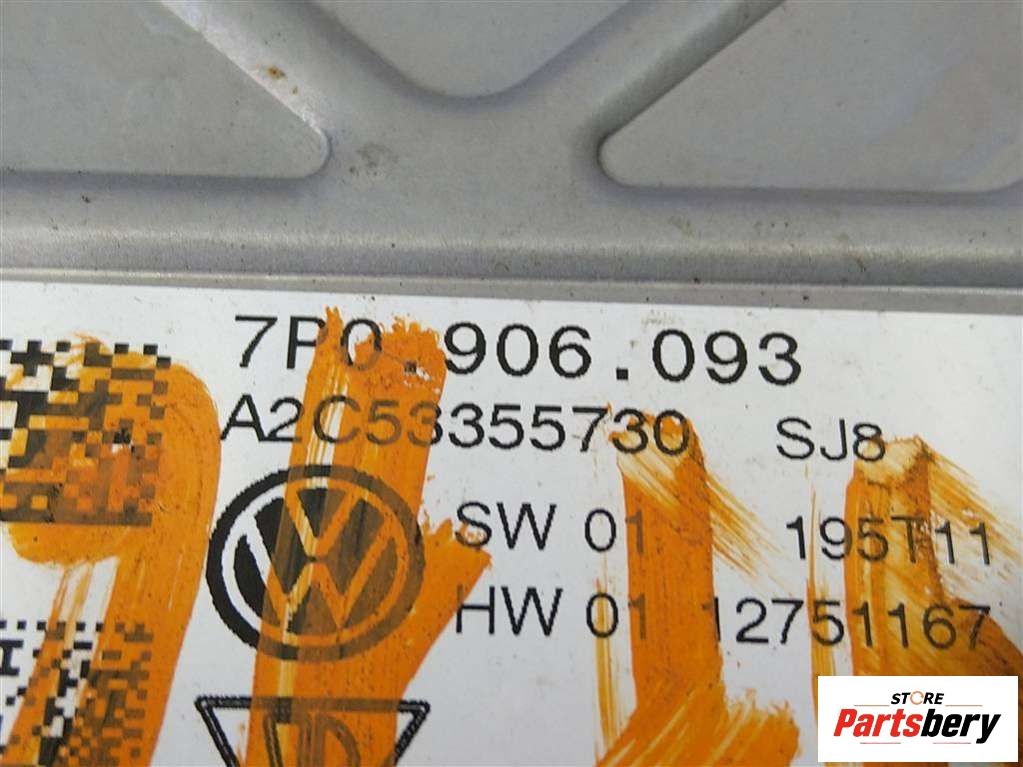 7P0.906.093
A2C53355730 SJ8
SW 01 195T11
HW 01 12751167
STORE
Partsbery